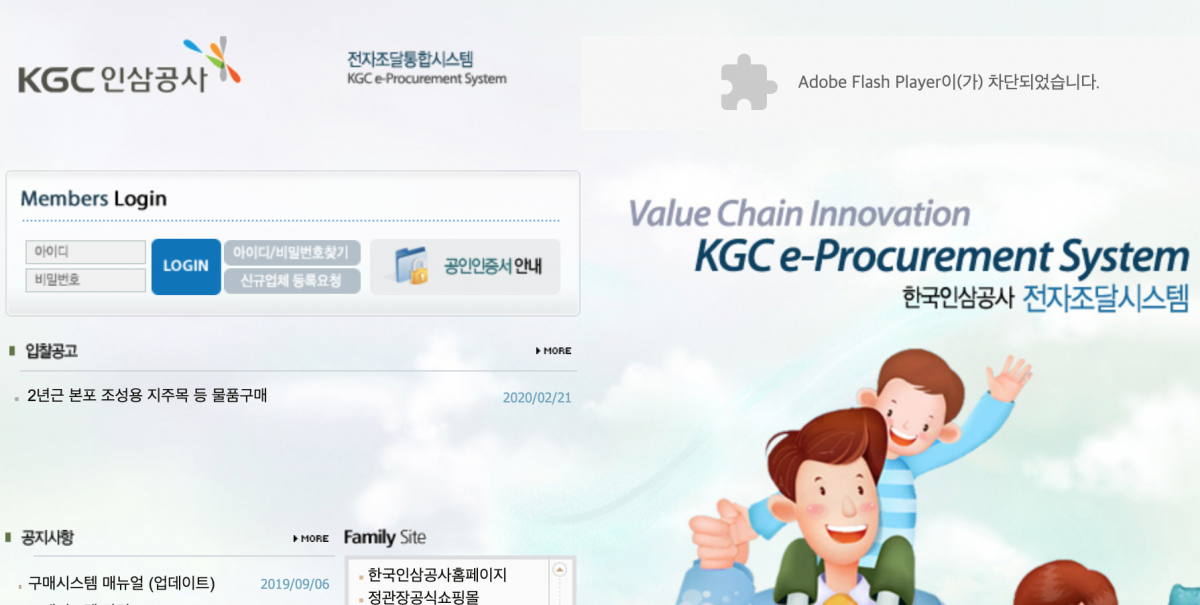 KGC 인삼공사
전자조달통합시스템
KGC e-Procurement System
Adobe Flash Player이(가) 차단되었습니다.
Members Login
아이디
비밀번호
LOGIN
아이디/비밀번호찾기
신규업체 등록요청
공인인증서 안내
Value Chain Innovation
KGC e-Procurement System
한국인삼공사 전자조달시스템
입찰공고
MORE
2년근 본포 조성용 지주목 등 물품구매
2020/02/21
공지사항
MORE
구매시스템 매뉴얼 (업데이트)
2019/09/06
Family Site
한국인삼공사홈페이지
정관장공식쇼핑몰